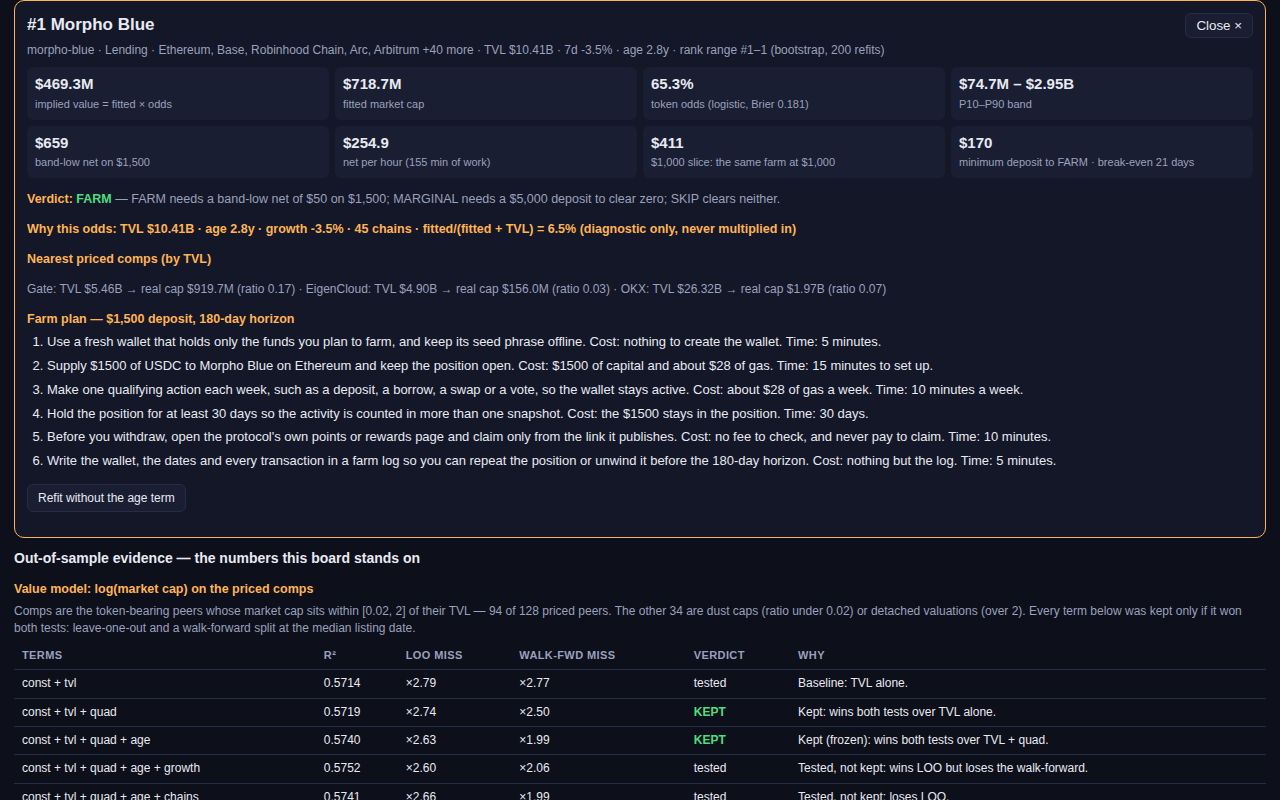 #1 Morpho Blue
Close ×
morpho-blue · Lending · Ethereum, Base, Robinhood Chain, Arc, Arbitrum +40 more · TVL $10.41B · 7d -3.5% · age 2.8y · rank range #1–1 (bootstrap, 200 refits)
$469.3M
implied value = fitted × odds
$718.7M
fitted market cap
65.3%
token odds (logistic, Brier 0.181)
$74.7M – $2.95B
P10–P90 band
$659
band-low net on $1,500
$254.9
net per hour (155 min of work)
$411
$1,000 slice: the same farm at $1,000
$170
minimum deposit to FARM · break-even 21 days
Verdict: FARM — FARM needs a band-low net of $50 on $1,500; MARGINAL needs a $5,000 deposit to clear zero; SKIP clears neither.
Why this odds: TVL $10.41B · age 2.8y · growth -3.5% · 45 chains · fitted/(fitted + TVL) = 6.5% (diagnostic only, never multiplied in)
Nearest priced comps (by TVL)
Gate: TVL $5.46B → real cap $919.7M (ratio 0.17) · EigenCloud: TVL $4.90B → real cap $156.0M (ratio 0.03) · OKX: TVL $26.32B → real cap $1.97B (ratio 0.07)
Farm plan — $1,500 deposit, 180-day horizon
1. Use a fresh wallet that holds only the funds you plan to farm, and keep its seed phrase offline. Cost: nothing to create the wallet. Time: 5 minutes.
2. Supply $1500 of USDC to Morpho Blue on Ethereum and keep the position open. Cost: $1500 of capital and about $28 of gas. Time: 15 minutes to set up.
3. Make one qualifying action each week, such as a deposit, a borrow, a swap or a vote, so the wallet stays active. Cost: about $28 of gas a week. Time: 10 minutes a week.
4. Hold the position for at least 30 days so the activity is counted in more than one snapshot. Cost: the $1500 stays in the position. Time: 30 days.
5. Before you withdraw, open the protocol's own points or rewards page and claim only from the link it publishes. Cost: no fee to check, and never pay to claim. Time: 10 minutes.
6. Write the wallet, the dates and every transaction in a farm log so you can repeat the position or unwind it before the 180-day horizon. Cost: nothing but the log. Time: 5 minutes.
Refit without the age term
Out-of-sample evidence — the numbers this board stands on
Value model: log(market cap) on the priced comps
Comps are the token-bearing peers whose market cap sits within [0.02, 2] of their TVL — 94 of 128 priced peers. The other 34 are dust caps (ratio under 0.02) or detached valuations (over 2). Every term below was kept only if it won
both tests: leave-one-out and a walk-forward split at the median listing date.
TERMS R² LOO MISS WALK-FWD MISS VERDICT WHY
const + tvl 0.5714 ×2.79 ×2.77 tested Baseline: TVL alone.
const + tvl + quad 0.5719 ×2.74 ×2.50 KEPT Kept: wins both tests over TVL alone.
const + tvl + quad + age 0.5740 ×2.63 ×1.99 KEPT Kept (frozen): wins both tests over TVL + quad.
const + tvl + quad + age + growth 0.5752 ×2.60 ×2.06 tested Tested, not kept: wins LOO but loses the walk-forward.
const + tvl + quad + age + chains 0.5741 ×2.66 ×1.99 tested Tested, not kept: loses LOO.